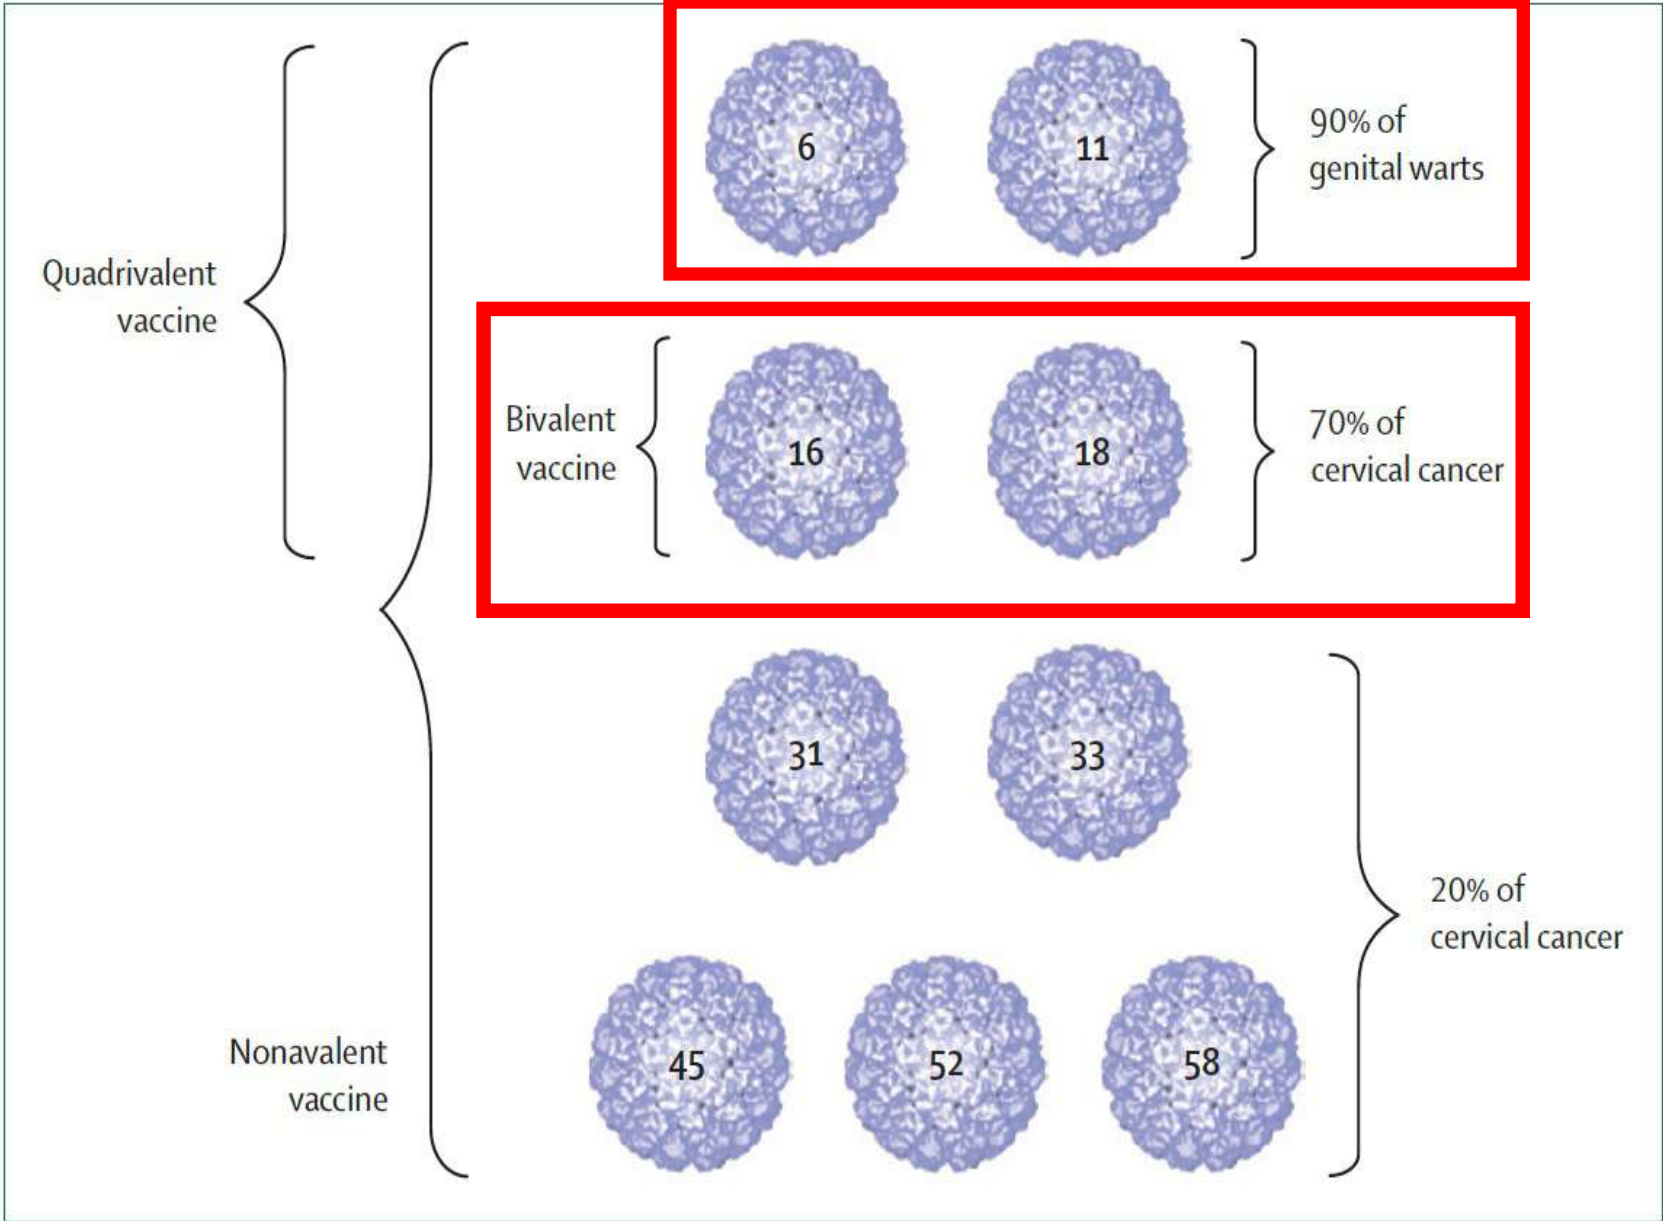 6
11
90% of
genital warts
Quadrivalent
vaccine
Bivalent
vaccine
16
18
70% of
cervical cancer
31
33
20% of
cervical cancer
45
52
58
Nonavalent
vaccine